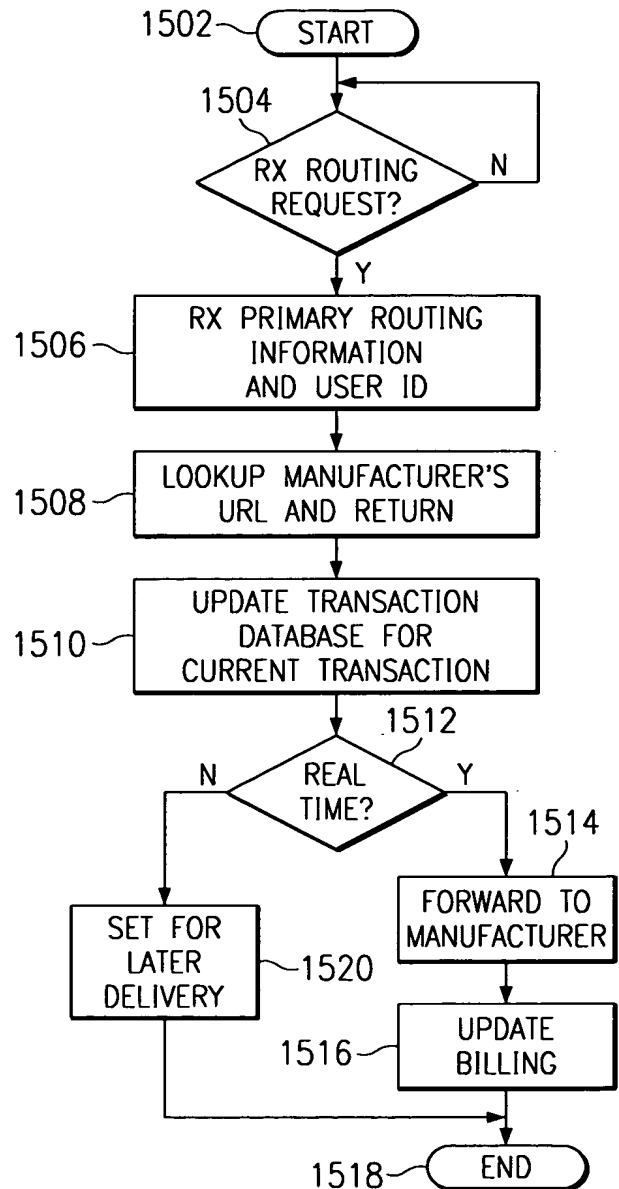 1502
START
1504
RX ROUTING
REQUEST?
N
Y
1506
RX PRIMARY ROUTING
INFORMATION
AND USER ID
1508
LOOKUP MANUFACTURER'S
URL AND RETURN
1510
UPDATE TRANSACTION
DATABASE FOR
CURRENT TRANSACTION
1512
N
REAL
TIME?
Y
1514
FORWARD TO
MANUFACTURER
SET FOR
LATER
DELIVERY
1520
1516
UPDATE
BILLING
1518
END